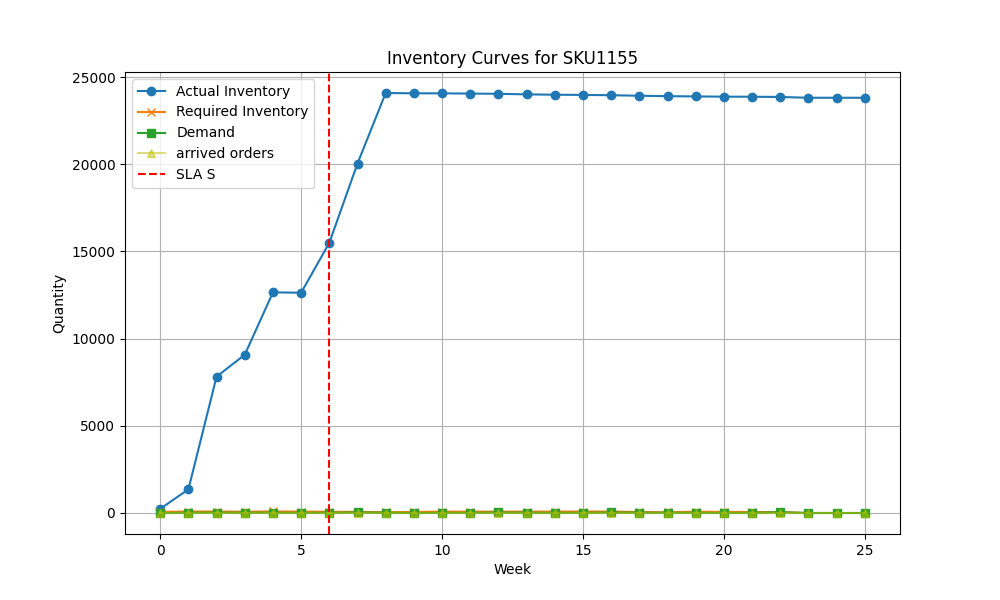 Inventory Curves for SKU1155
25000
20000
15000
10000
5000
0
Quantity
Actual Inventory
Required Inventory
Demand
arrived orders
SLA S
0 5 10 15 20 25
Week